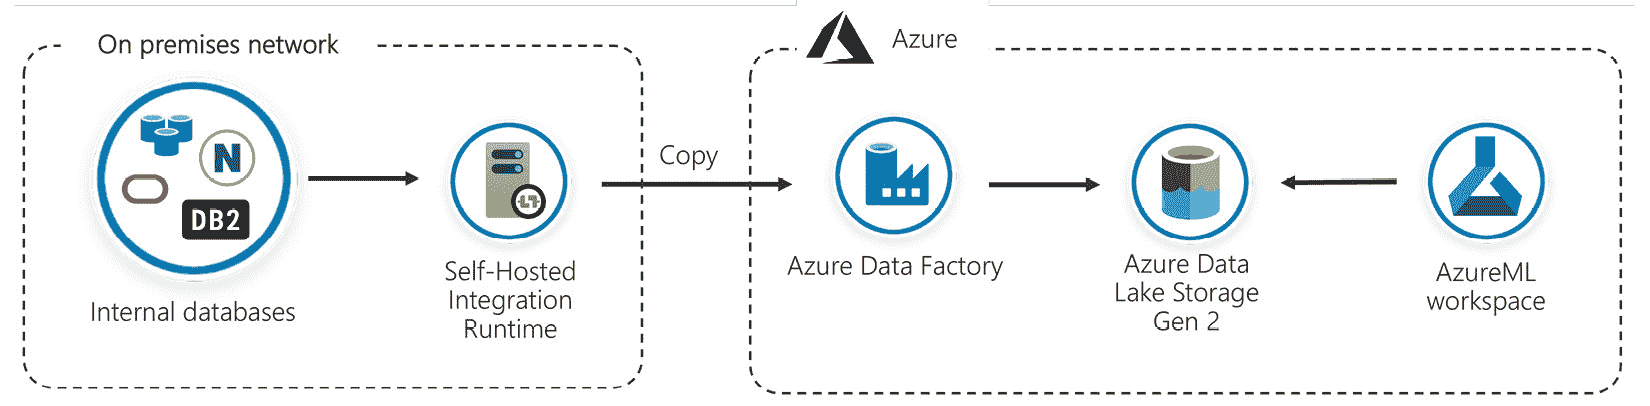 On premises network
Azure
N
DB2
Copy
Internal databases
Self-Hosted
Integration
Runtime
Azure Data Factory
Azure Data
Lake Storage
Gen 2
AzureML
workspace